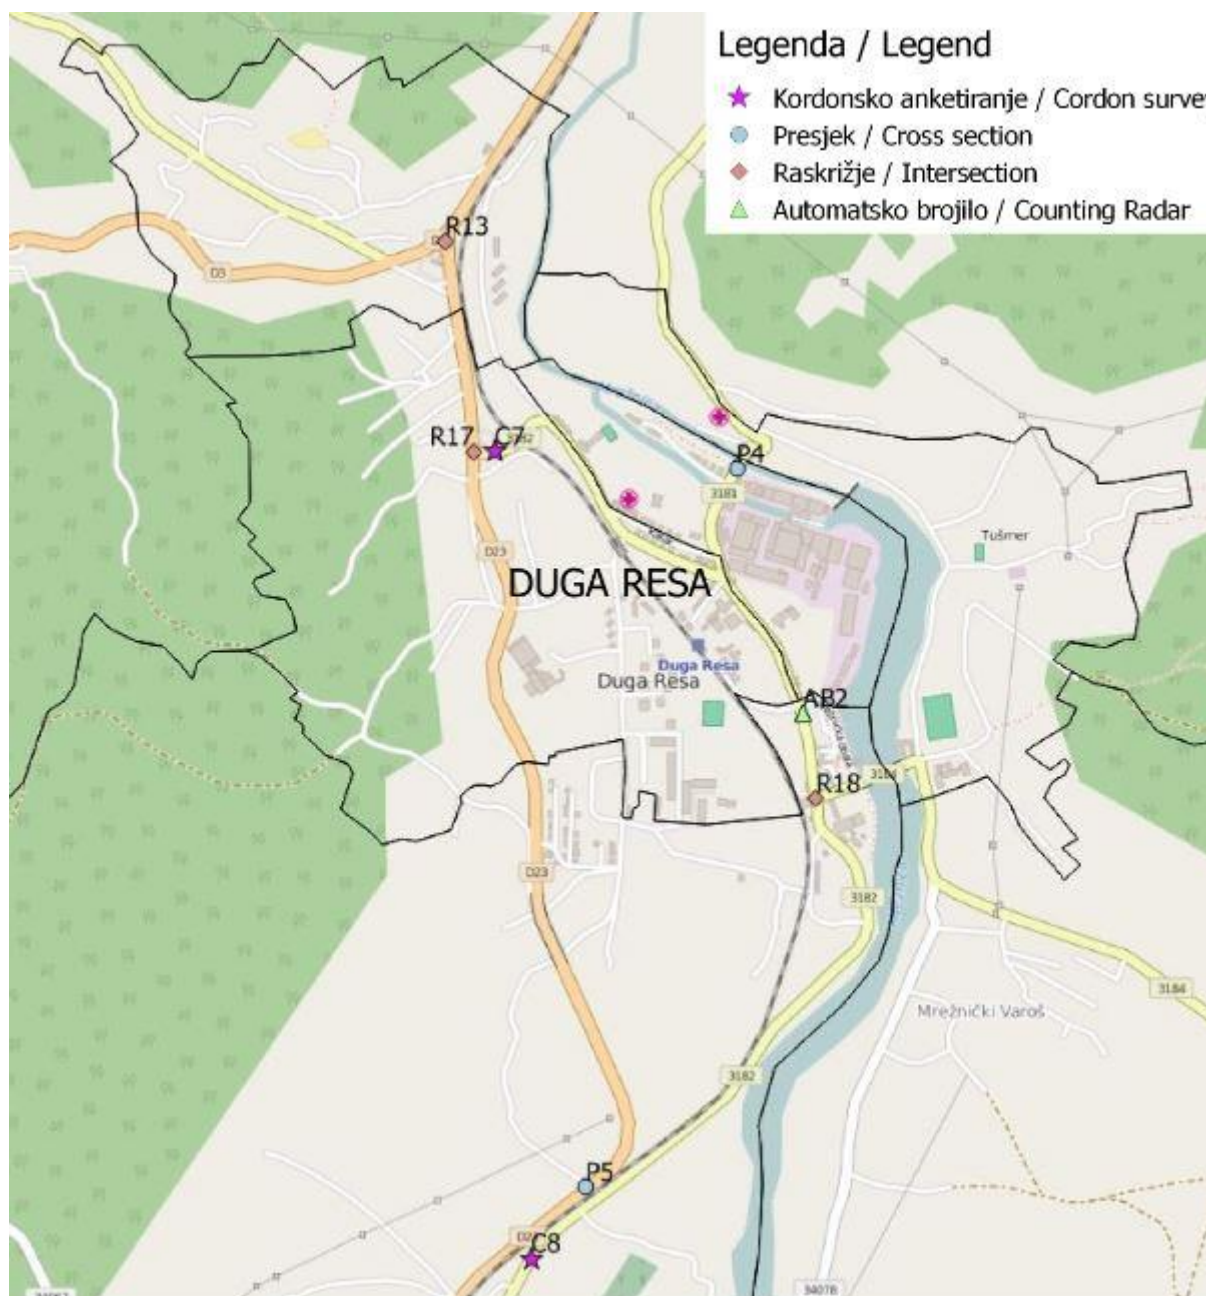 Legenda / Legend
Kordonsko anketiranje / Cordon surve
Presjek / Cross section
Raskrižje / Intersection
Automatsko brojilo / Counting Radar
R13
D3
R17
C7
P4
3181
Tušmer
D23
DUGA RESA
Duga Resa
Duga Resa
AB2
3184
R18
D23
3182
3184
Mrežnički Varoš
3182
P5
C8
34078